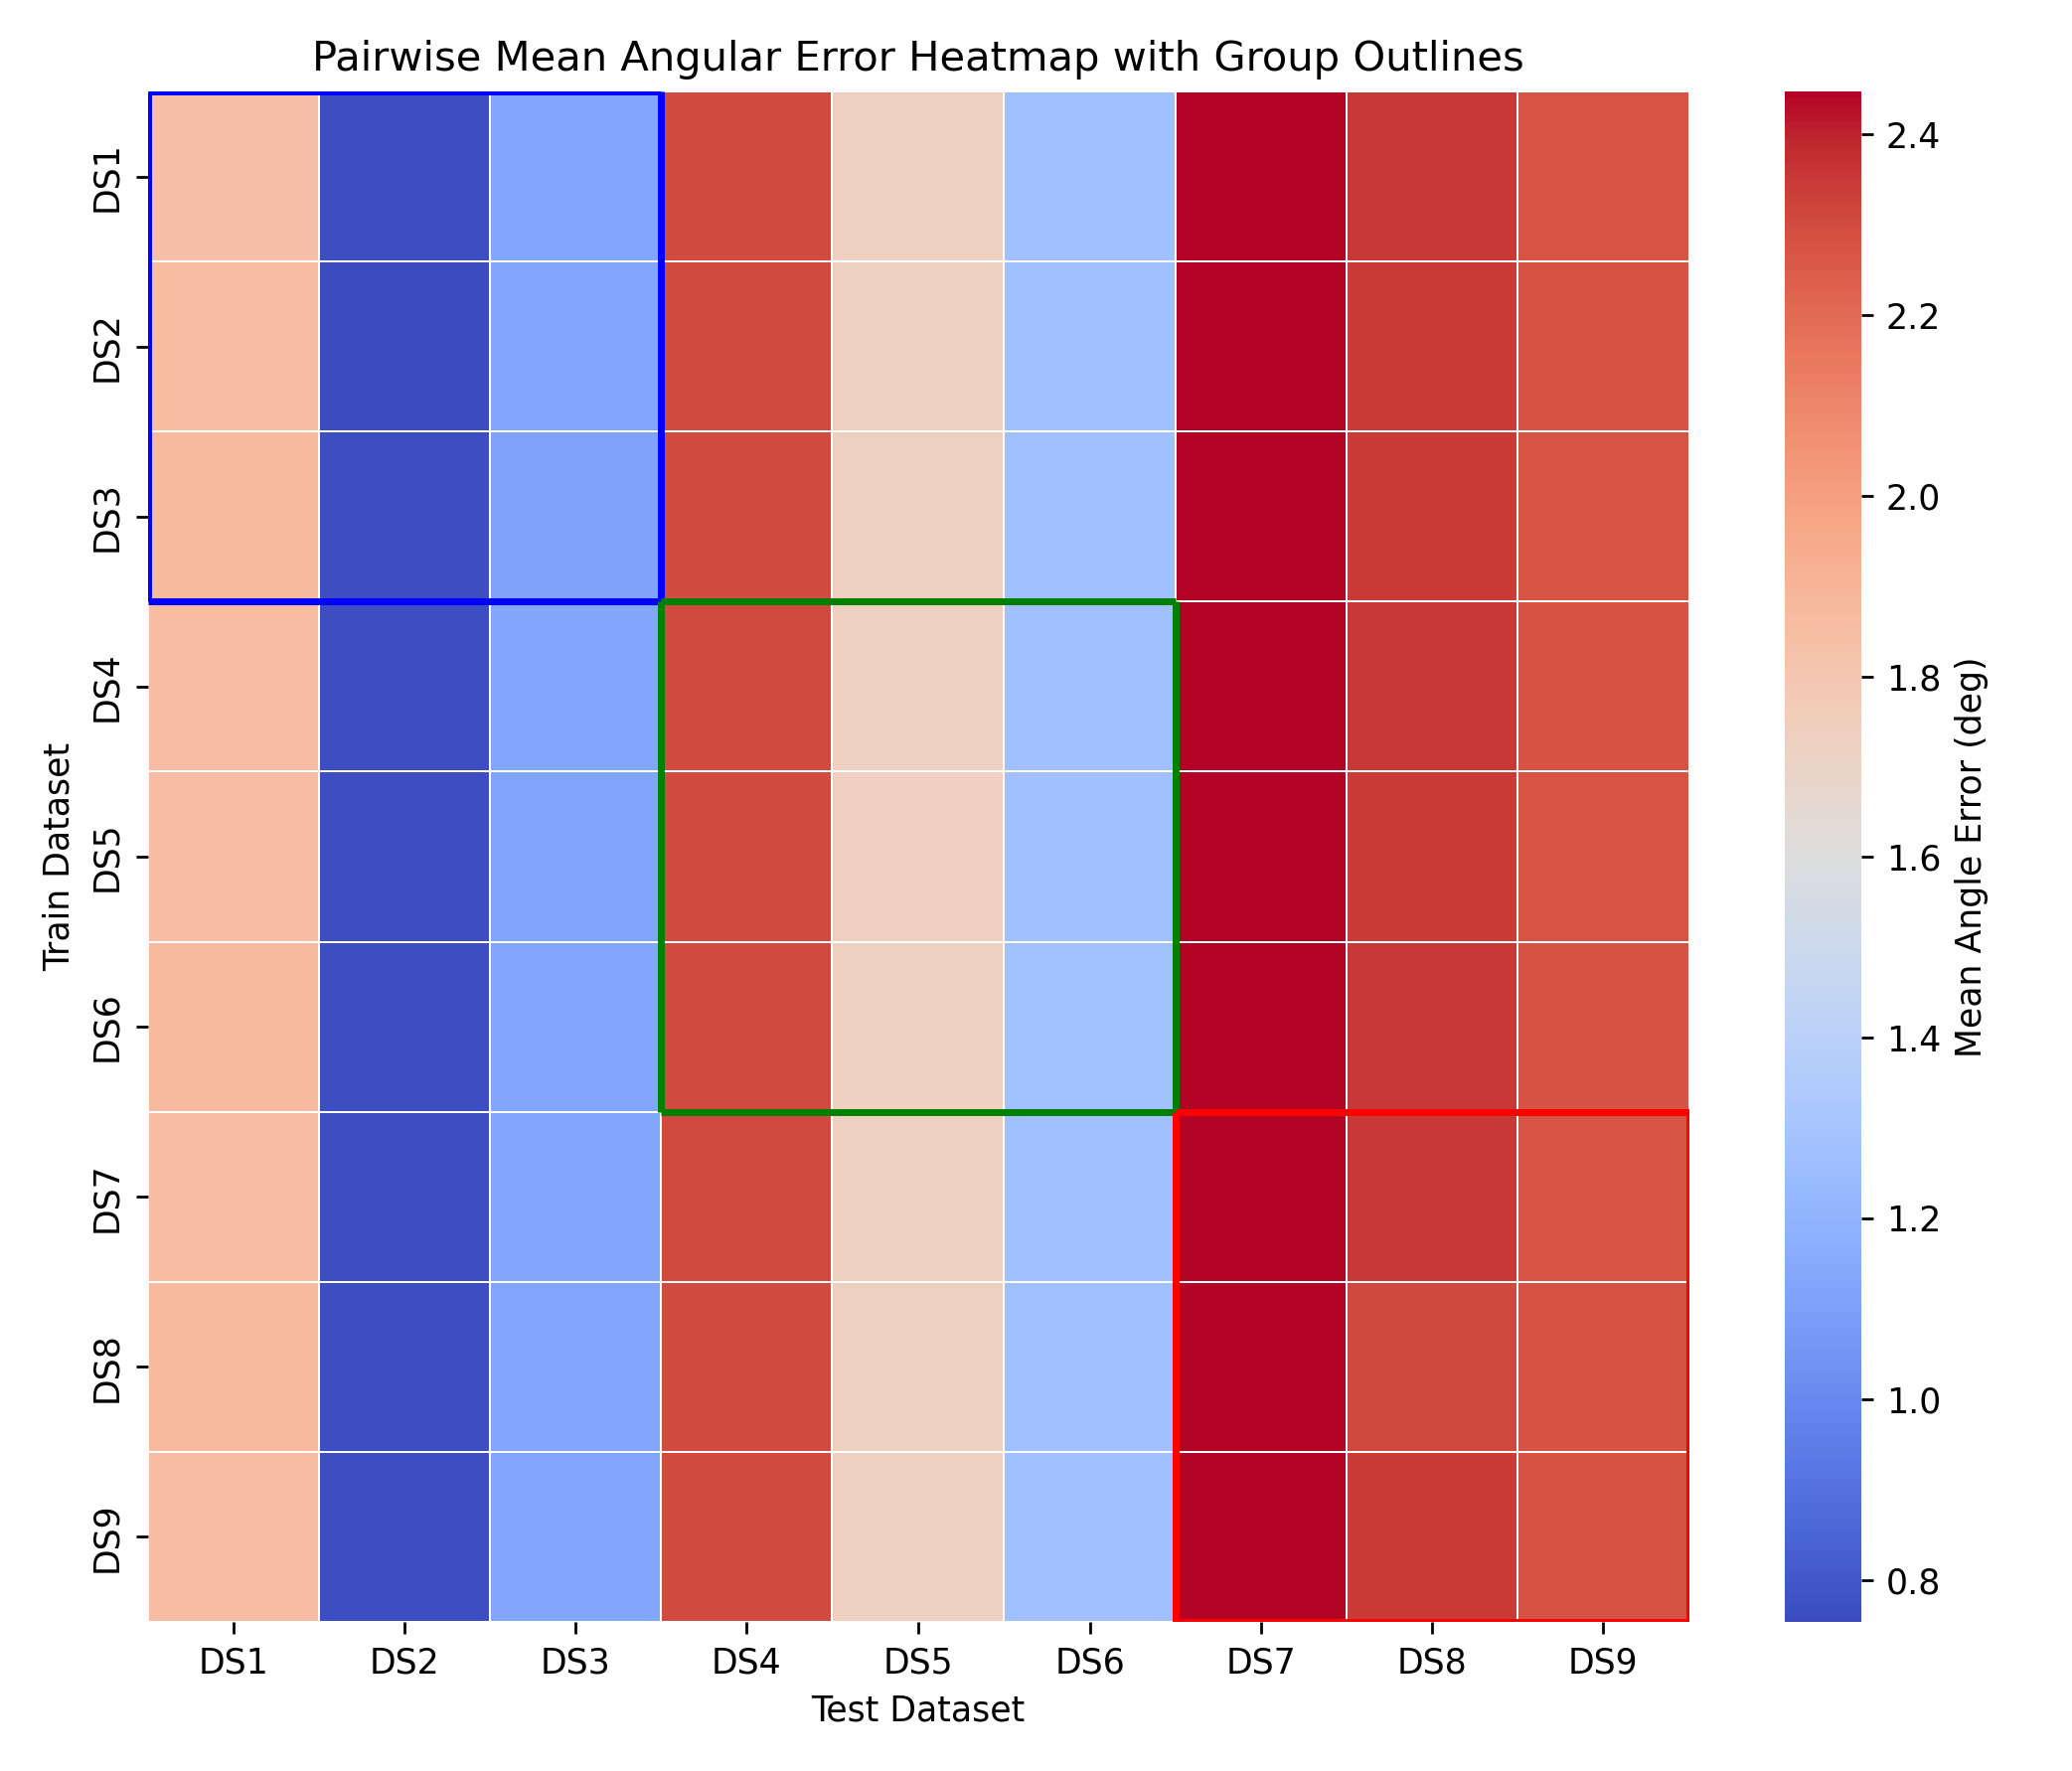 Pairwise Mean Angular Error Heatmap with Group Outlines
Train Dataset
DS1
DS2
DS3
DS4
DS5
DS6
DS7
DS8
DS9
DS1 DS2 DS3 DS4 DS5 DS6 DS7 DS8 DS9
Test Dataset
2.4
2.2
2.0
1.8
1.6
1.4
1.2
1.0
0.8
Mean Angle Error (deg)